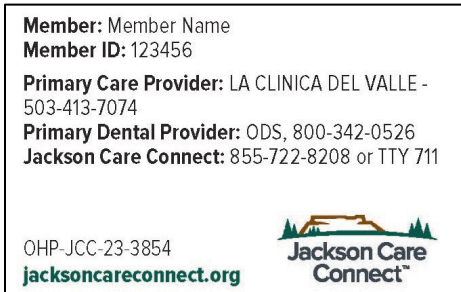 Member: Member Name
Member ID: 123456
Primary Care Provider: LA CLINICA DEL VALLE -
503-413-7074
Primary Dental Provider: ODS, 800-342-0526
Jackson Care Connect: 855-722-8208 or TTY 711
OHP-JCC-23-3854
jacksoncareconnect.org
Jackson Care
Connect™